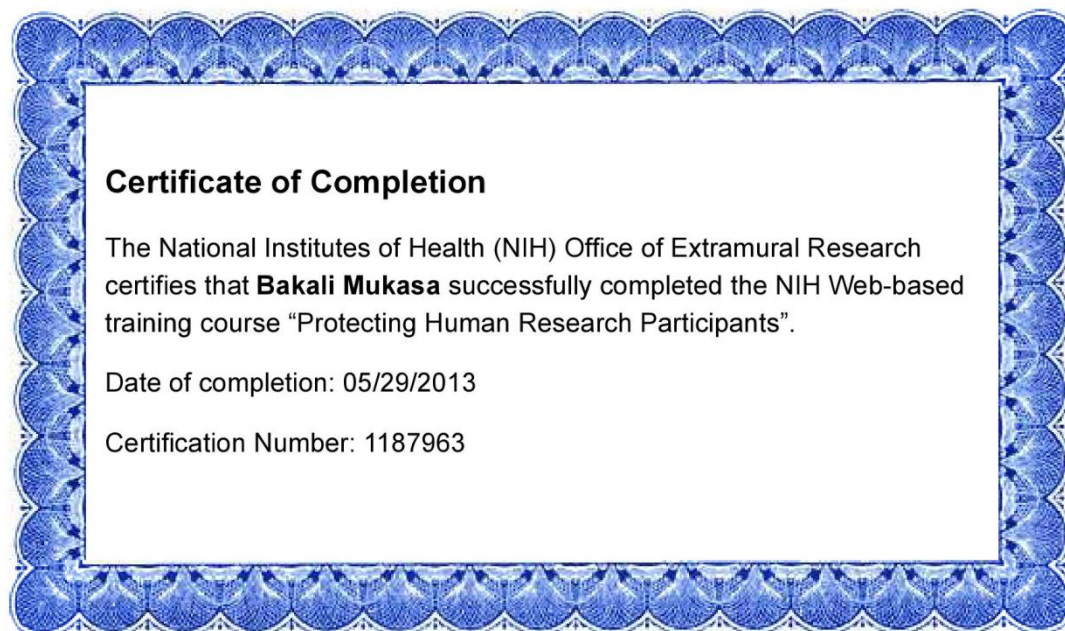 Certificate of Completion
The National Institutes of Health (NIH) Office of Extramural Research
certifies that Bakali Mukasa successfully completed the NIH Web-based
training course “Protecting Human Research Participants”.
Date of completion: 05/29/2013
Certification Number: 1187963